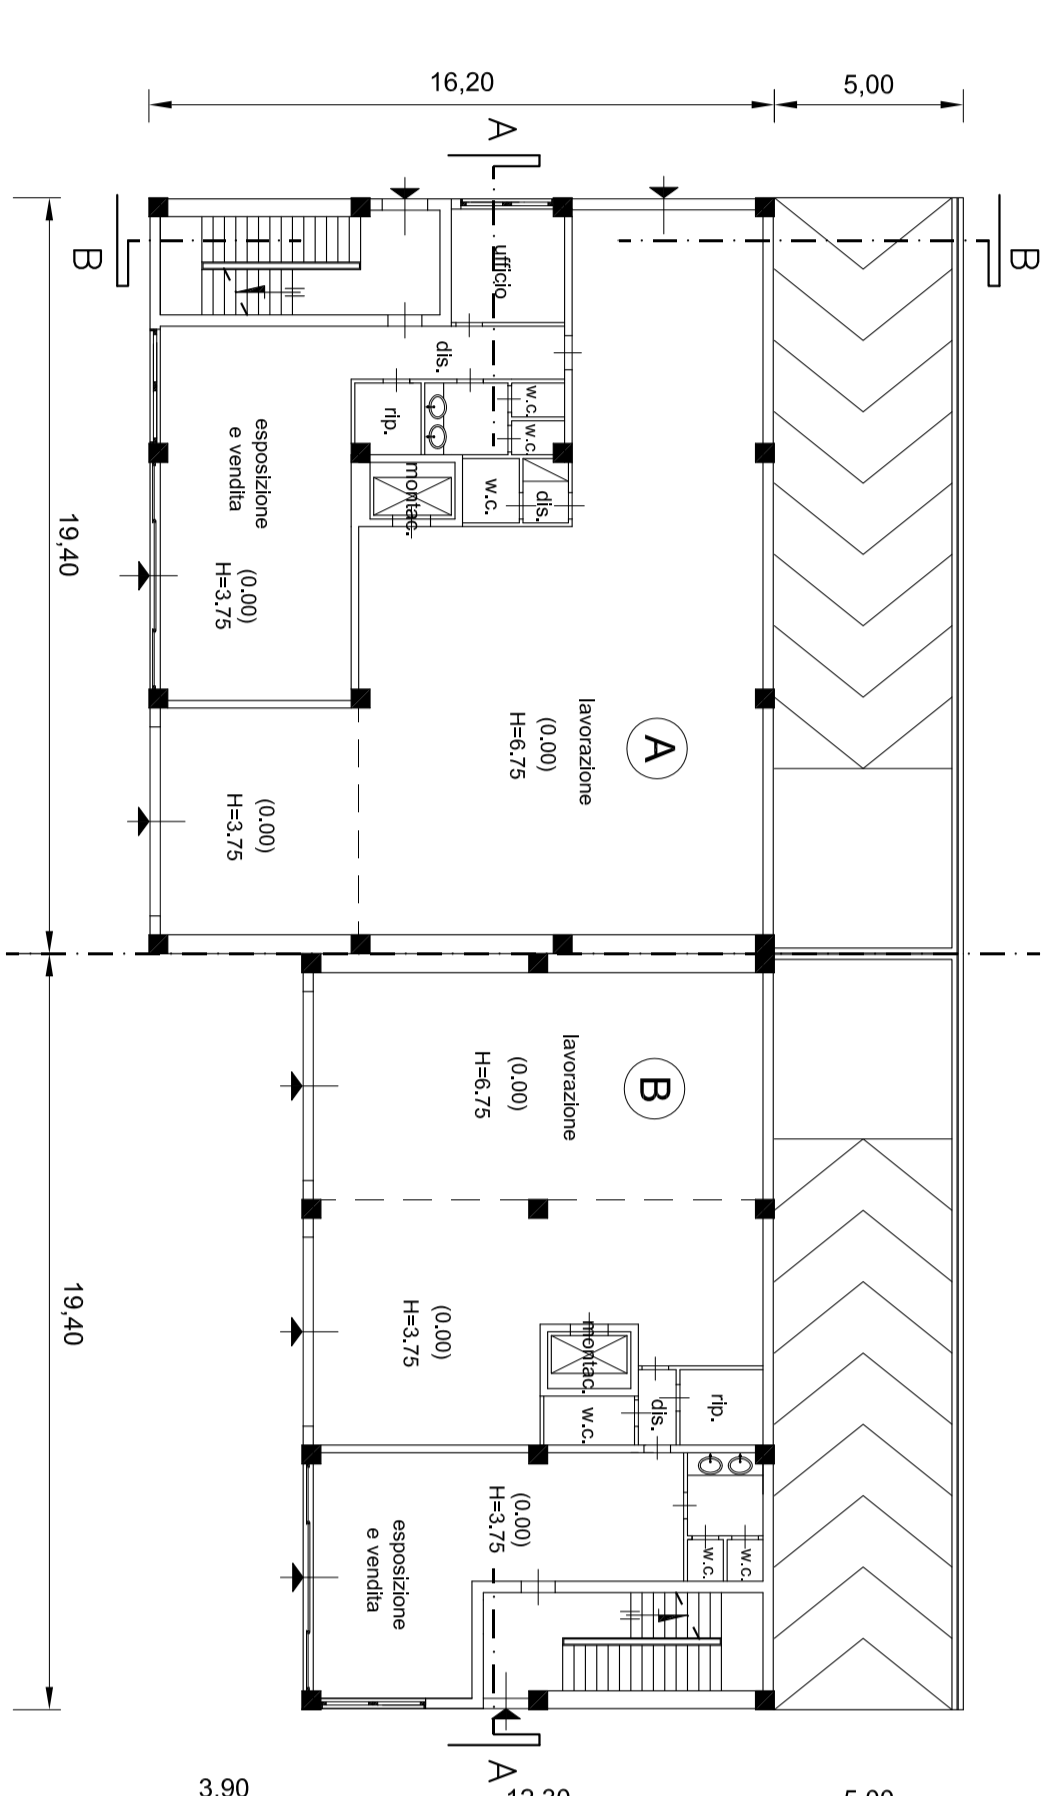 16,20
5,00
A
B
B
ufficio
dis.
w.c.
w.c.
rip.
esposizione
e vendita
montac.
w.c.
dis.
19,40
(0.00)
H=3.75
lavorazione
(0.00)
H=6.75
A
(0.00)
H=3.75
lavorazione
(0.00)
H=6.75
B
19,40
(0.00)
H=3.75
montac.
w.c.
dis.
rip.
(0.00)
H=3.75
esposizione
e vendita
w.c.
w.c.
A
3,90